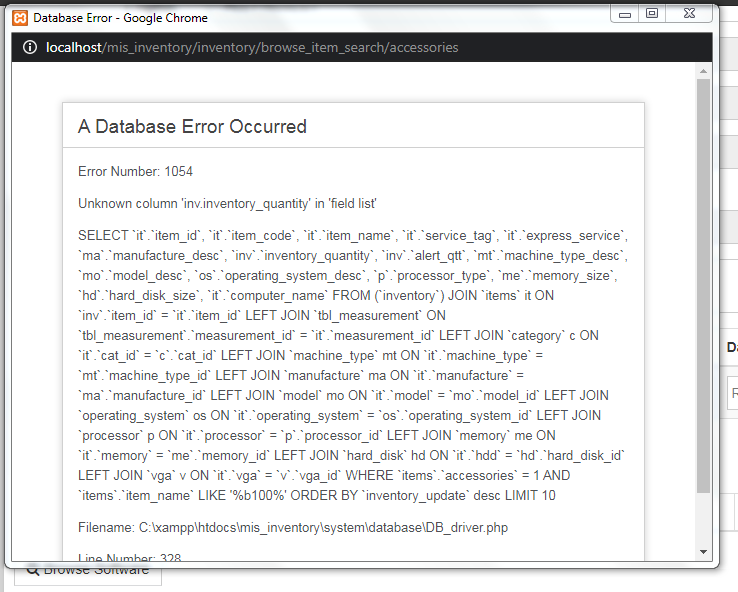 Database Error - Google Chrome
localhost/mis_inventory/inventory/browse_item_search/accessories
A Database Error Occurred
Error Number: 1054
Unknown column 'inv.inventory_quantity' in 'field list'
SELECT `it`.`item_id`, `it`.`item_code`, `it`.`item_name`, `it`.`service_tag`, `it`.`express_service`,
`ma`.`manufacture_desc`, `inv`.`inventory_quantity`, `inv`.`alert_qtt`, `mt`.`machine_type_desc`,
`mo`.`model_desc`, `os`.`operating_system_desc`, `p`.`processor_type`, `me`.`memory_size`,
`hd`.`hard_disk_size`, `it`.`computer_name` FROM (`inventory`) JOIN `items` it ON
`inv`.`item_id` = `it`.`item_id` LEFT JOIN `tbl_measurement` ON
`tbl_measurement`.`measurement_id` = `it`.`measurement_id` LEFT JOIN `category` c ON
`it`.`cat_id` = `c`.`cat_id` LEFT JOIN `machine_type` mt ON `it`.`machine_type` =
`mt`.`machine_type_id` LEFT JOIN `manufacture` ma ON `it`.`manufacture` =
`ma`.`manufacture_id` LEFT JOIN `model` mo ON `it`.`model` = `mo`.`model_id` LEFT JOIN
`operating_system` os ON `it`.`operating_system` = `os`.`operating_system_id` LEFT JOIN
`processor` p ON `it`.`processor` = `p`.`processor_id` LEFT JOIN `memory` me ON
`it`.`memory` = `me`.`memory_id` LEFT JOIN `hard_disk` hd ON `it`.`hdd` = `hd`.`hard_disk_id`
LEFT JOIN `vga` v ON `it`.`vga` = `v`.`vga_id` WHERE `items`.`accessories` = 1 AND
`items`.`item_name` LIKE '%b100%' ORDER BY `inventory_update` desc LIMIT 10
Filename: C:\xampp\htdocs\mis_inventory\system\database\DB_driver.php
Line Number: 328
Browse Software